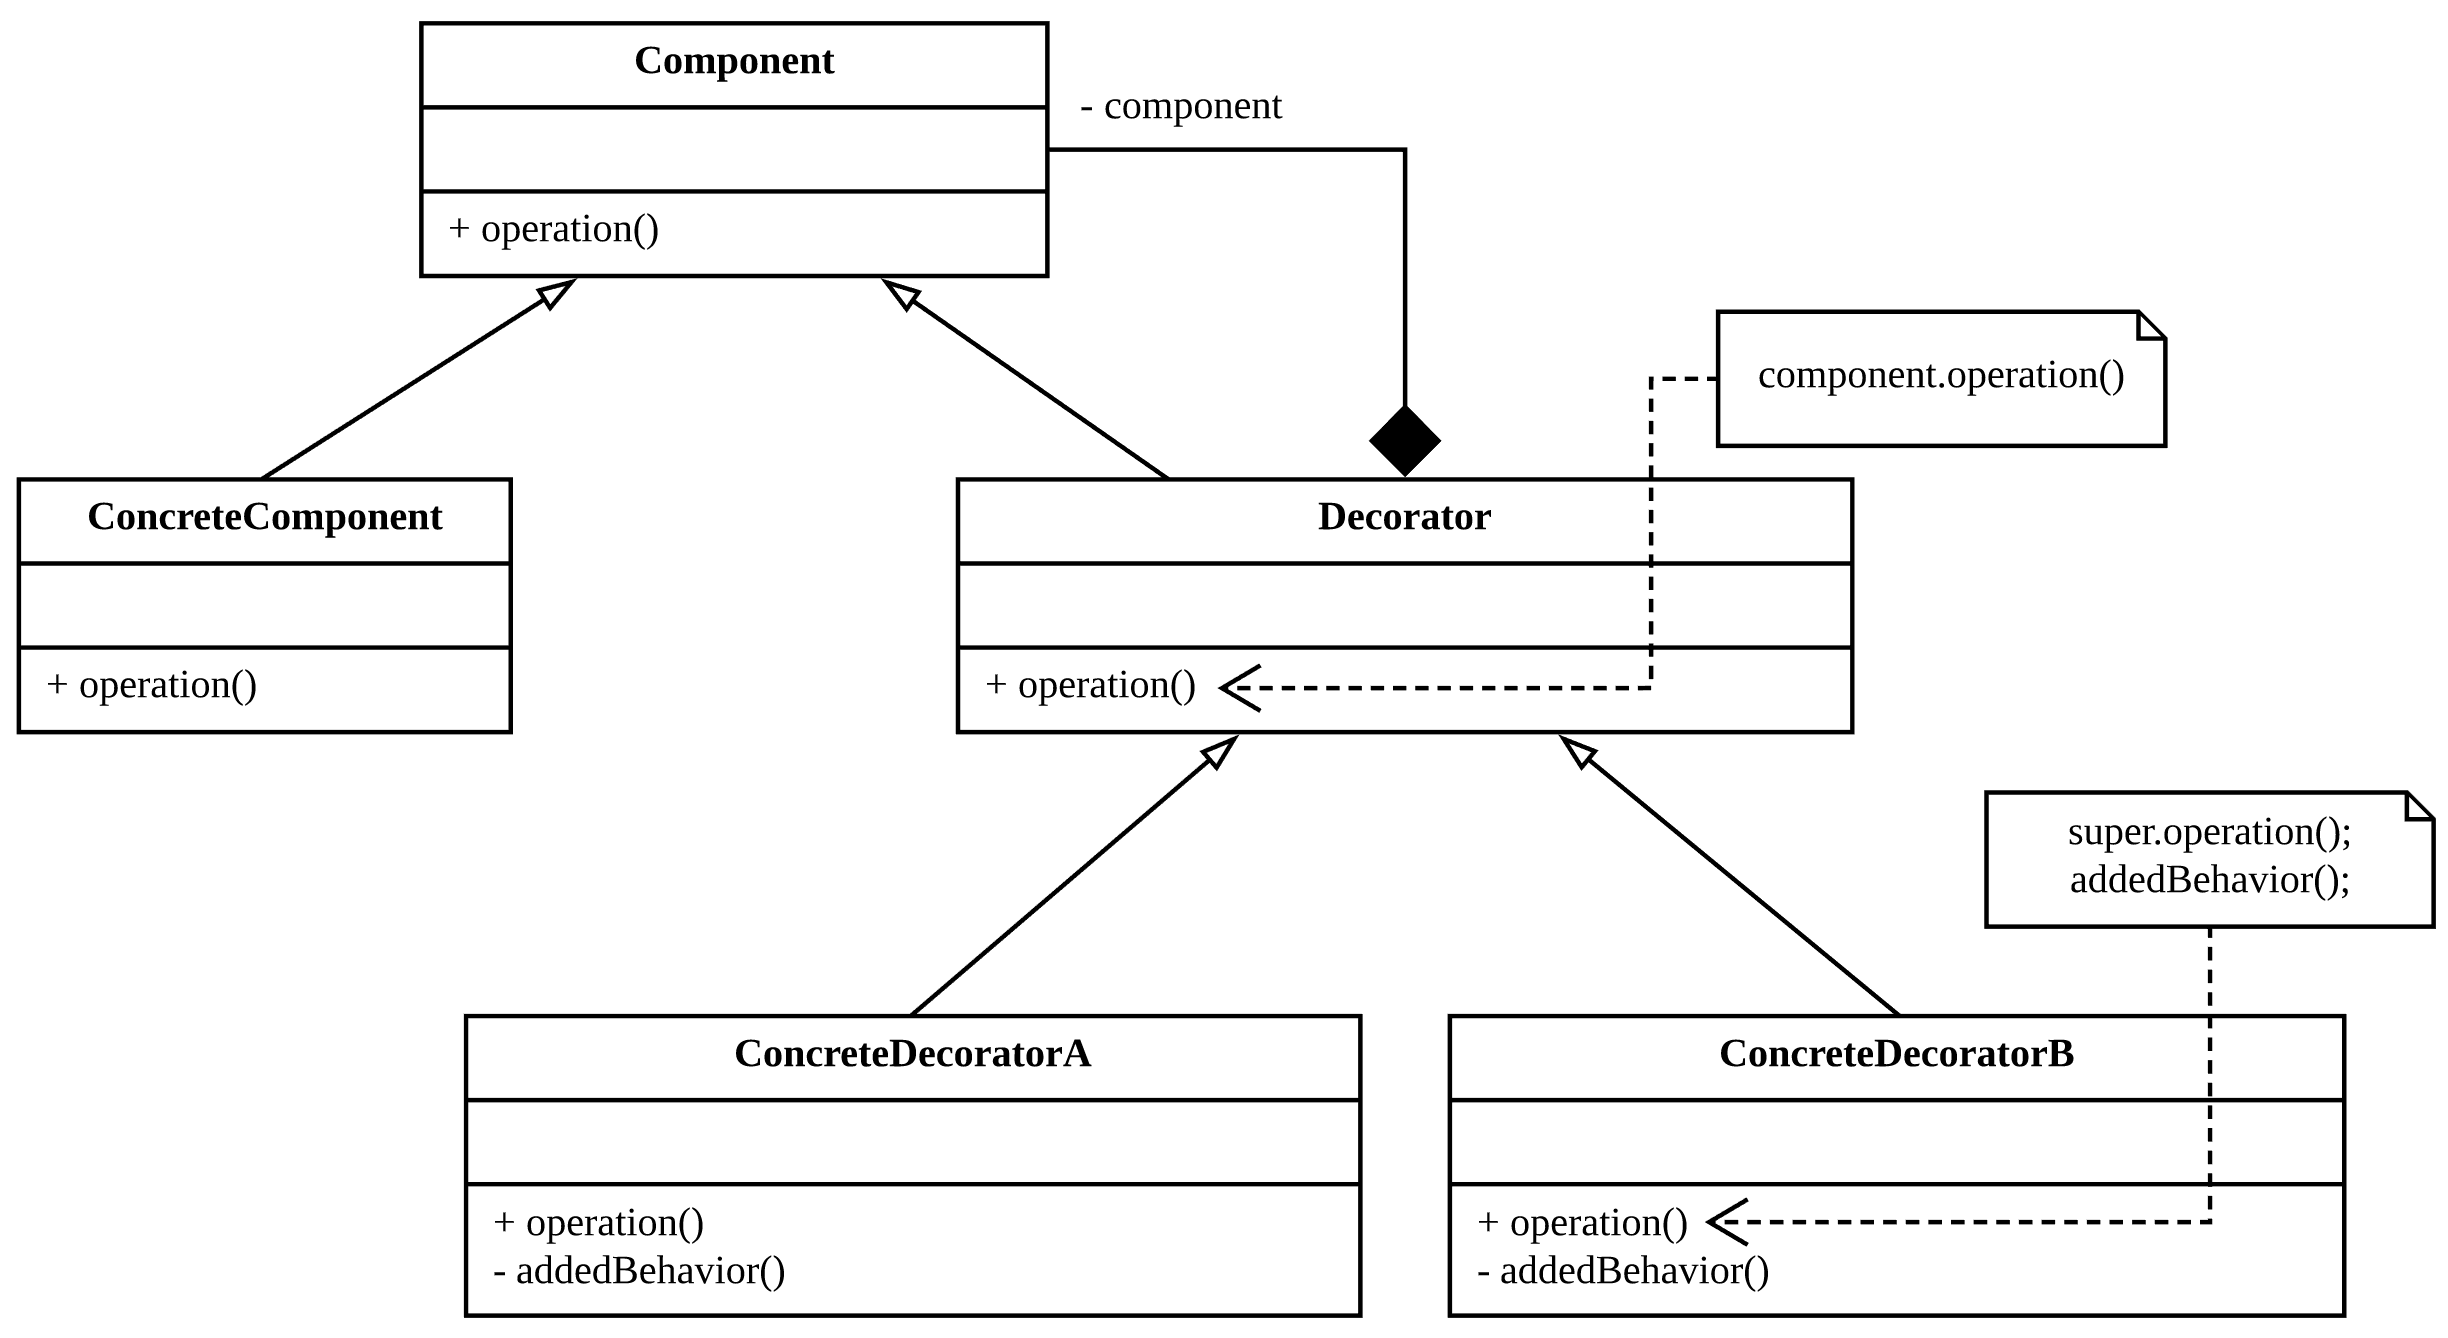 Component
- component
+ operation()
component.operation()
ConcreteComponent
+ operation()
Decorator
+ operation()
super.operation();
addedBehavior();
ConcreteDecoratorA
+ operation()
- addedBehavior()
ConcreteDecoratorB
+ operation()
- addedBehavior()